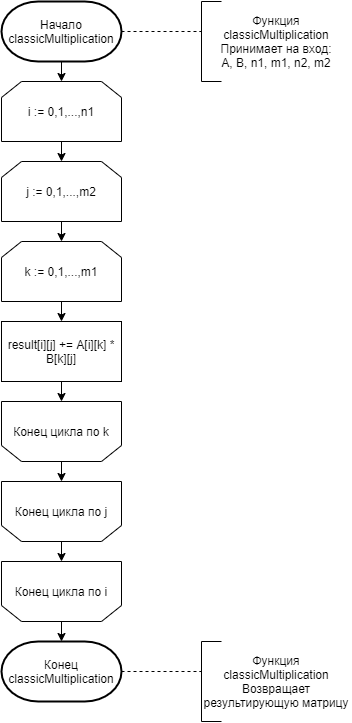 Начало
classicMultiplication
Функция
classicMultiplication
Принимает на вход:
A, B, n1, m1, n2, m2
i := 0,1,...,n1
j := 0,1,...,m2
k := 0,1,...,m1
result[i][j] += A[i][k] *
B[k][j]
Конец цикла по k
Конец цикла по j
Конец цикла по i
Конец
classicMultiplication
Функция
classicMultiplication
Возвращает
результирующую матрицу